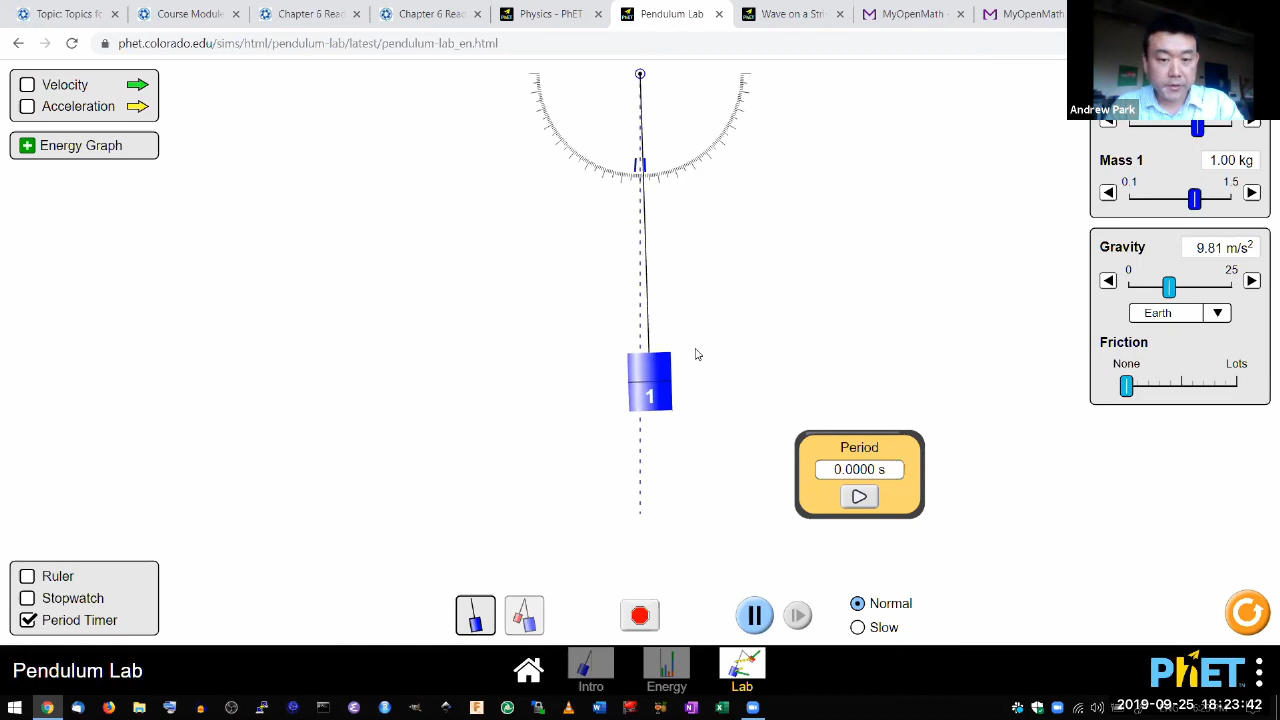 Topic: Topics fo
Course Module
Chapter 5 Read
Chapter 6 Read
Physics - PhET
Pendulum Lab
Wave on a Stri
MyOpenMath
MyOpenMath
phet.colorado.edu/sims/html/pendulum-lab/latest/pendulum-lab_en.html
Andrew Park
Velocity
Acceleration
Energy Graph
Mass 1
1.00 kg
0.1
1.5
Gravity
9.81 m/s²
0
25
Earth
Friction
None
Lots
1
Period
0.0000 s
Ruler
Stopwatch
Period Timer
Normal
Slow
Pendulum Lab
Intro
Energy
Lab
PhET
2019-09-25 18:23:42